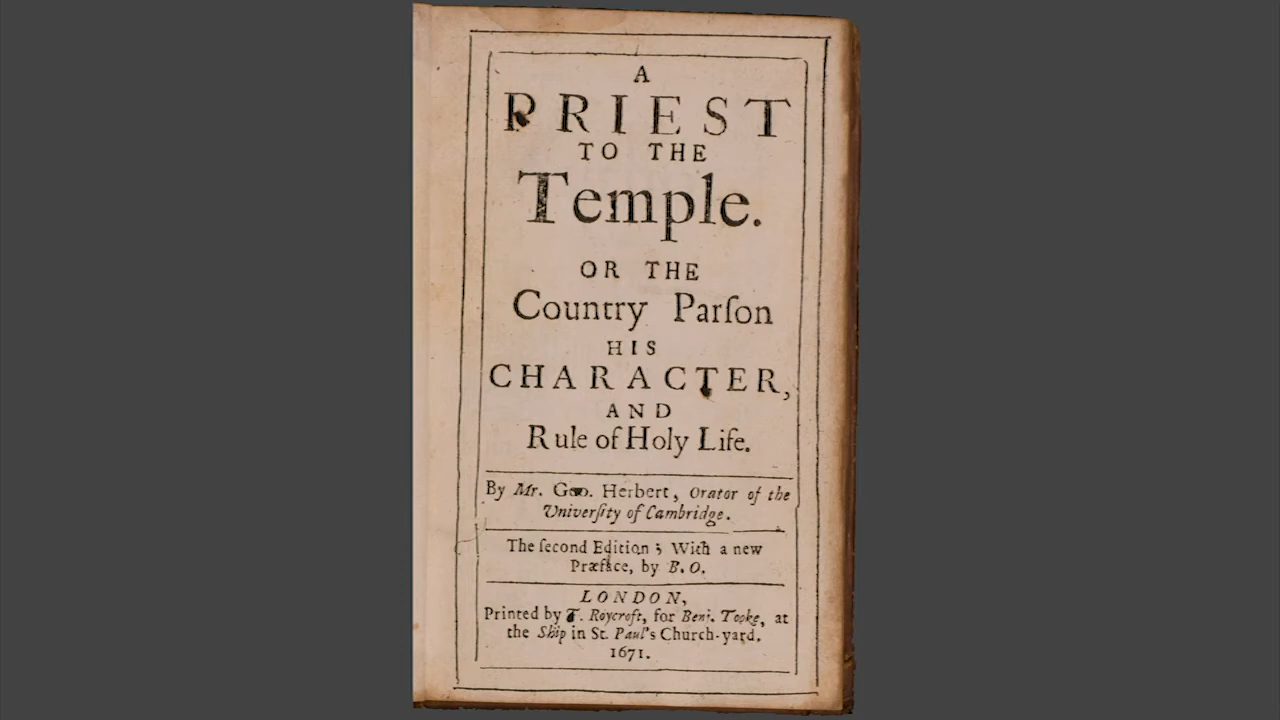 A
PRIEST
TO THE
Temple.
OR THE
Country Parſon
HIS
CHARACTER,
AND
Rule of Holy Life.
By Mr. Geo. Herbert, Orator of the
Univerſity of Cambridge.
The ſecond Edition; With a new
Præface, by B. O.
LONDON,
Printed by T. Roycroft, for Benj. Tooke, at
the Ship in St. Paul's Church-yard.
1671.